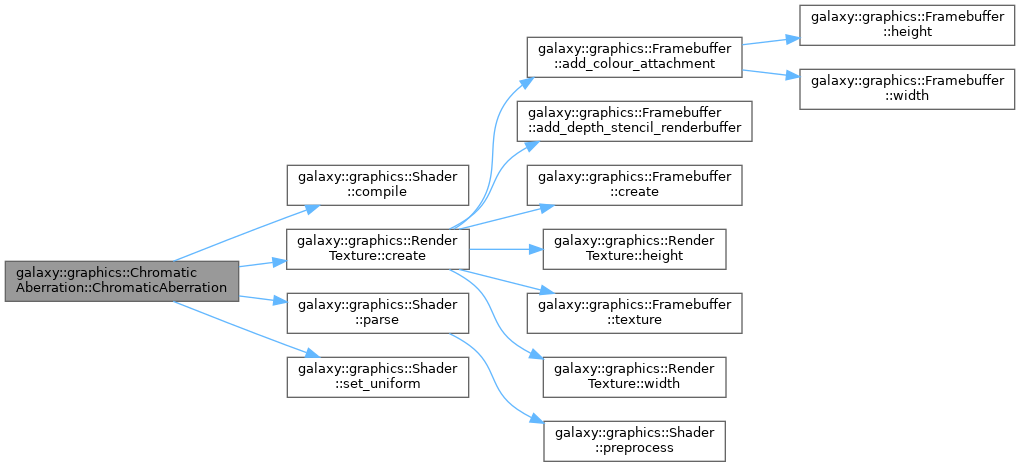 galaxy::graphics::Chromatic
Aberration::ChromaticAberration
galaxy::graphics::Shader
::compile
galaxy::graphics::Render
Texture::create
galaxy::graphics::Shader
::parse
galaxy::graphics::Shader
::set_uniform
galaxy::graphics::Framebuffer
::add_colour_attachment
galaxy::graphics::Framebuffer
::add_depth_stencil_renderbuffer
galaxy::graphics::Framebuffer
::create
galaxy::graphics::Render
Texture::height
galaxy::graphics::Framebuffer
::texture
galaxy::graphics::Render
Texture::width
galaxy::graphics::Shader
::preprocess
galaxy::graphics::Framebuffer
::height
galaxy::graphics::Framebuffer
::width